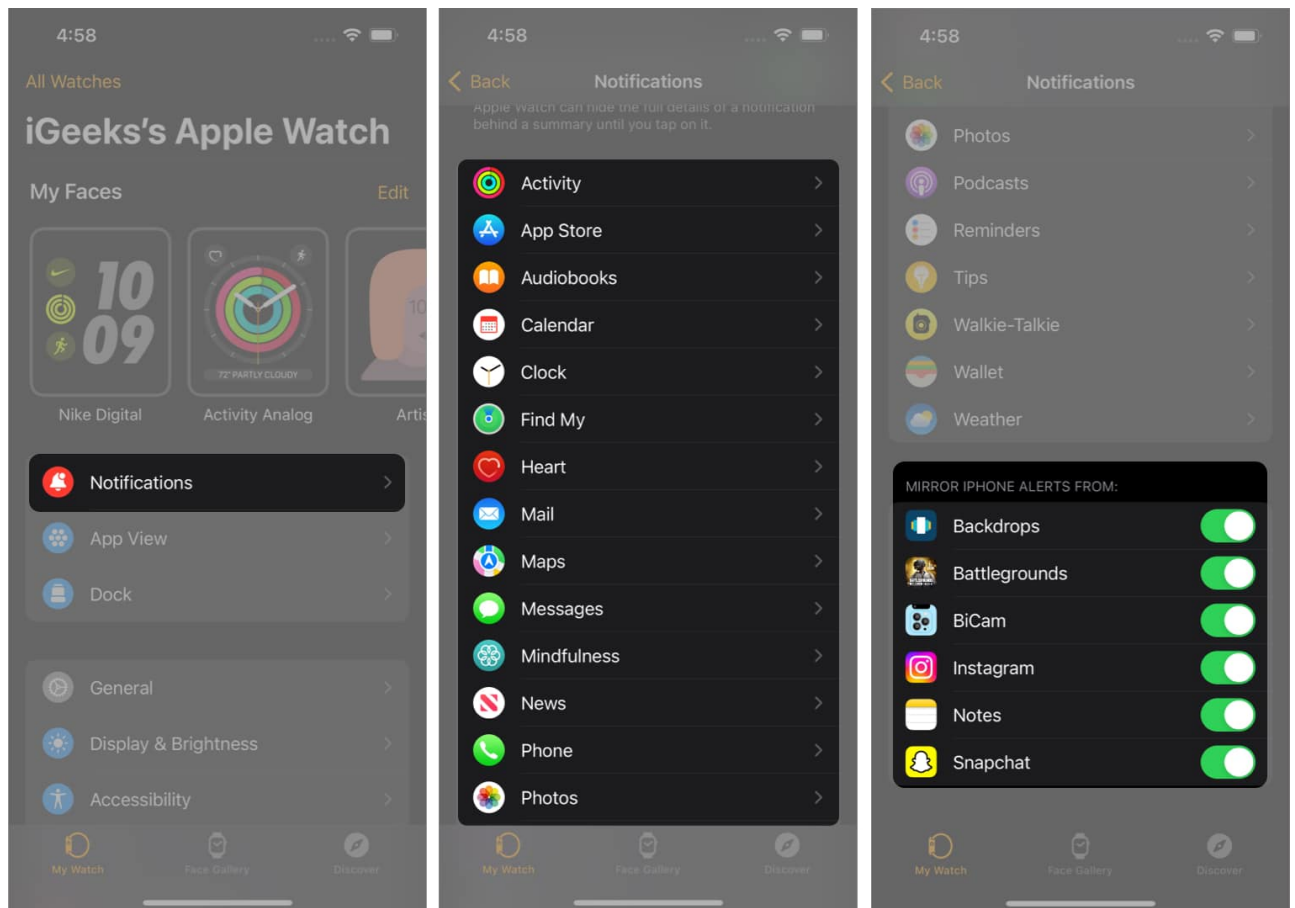 4:58
All Watches
iGeeks's Apple Watch
My Faces
Edit
10
09
72° PARTLY CLOUDY
10
Nike Digital
Activity Analog
Artis
Notifications
App View
Dock
General
Display & Brightness
Accessibility
My Watch
Face Gallery
Discover
4:58
Back
Notifications
Apple Watch can hide the full details of a notification
behind a summary until you tap on it.
Activity
App Store
Audiobooks
Calendar
Clock
Find My
Heart
Mail
Maps
Messages
Mindfulness
News
Phone
Photos
My Watch
Face Gallery
Discover
4:58
Back
Notifications
Photos
Podcasts
Reminders
Tips
Walkie-Talkie
Wallet
Weather
MIRROR IPHONE ALERTS FROM:
Backdrops
Battlegrounds
BiCam
Instagram
Notes
Snapchat
My Watch
Face Gallery
Discover